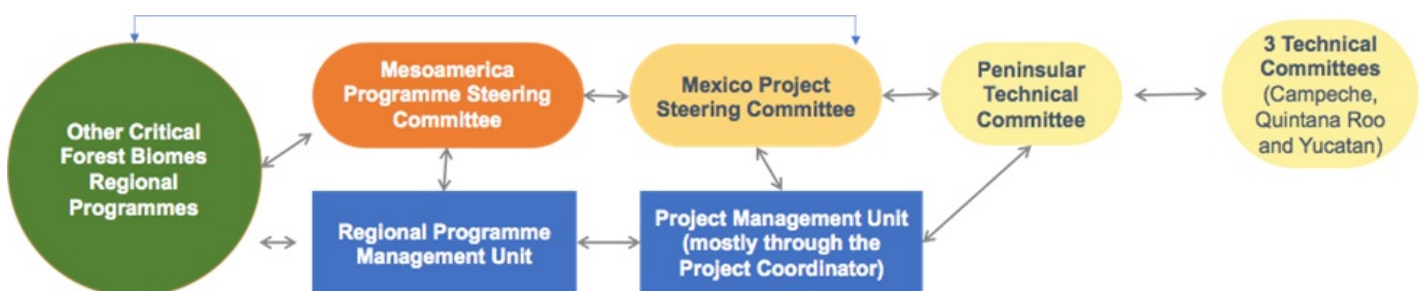 Other Critical
Forest Biomes
Regional
Programmes
Mesoamerica
Programme Steering
Committee
Mexico Project
Steering Committee
Peninsular
Technical
Committee
3 Technical
Committees
(Campeche,
Quintana Roo
and Yucatan)
Regional Programme
Management Unit
Project Management Unit
(mostly through the
Project Coordinator)